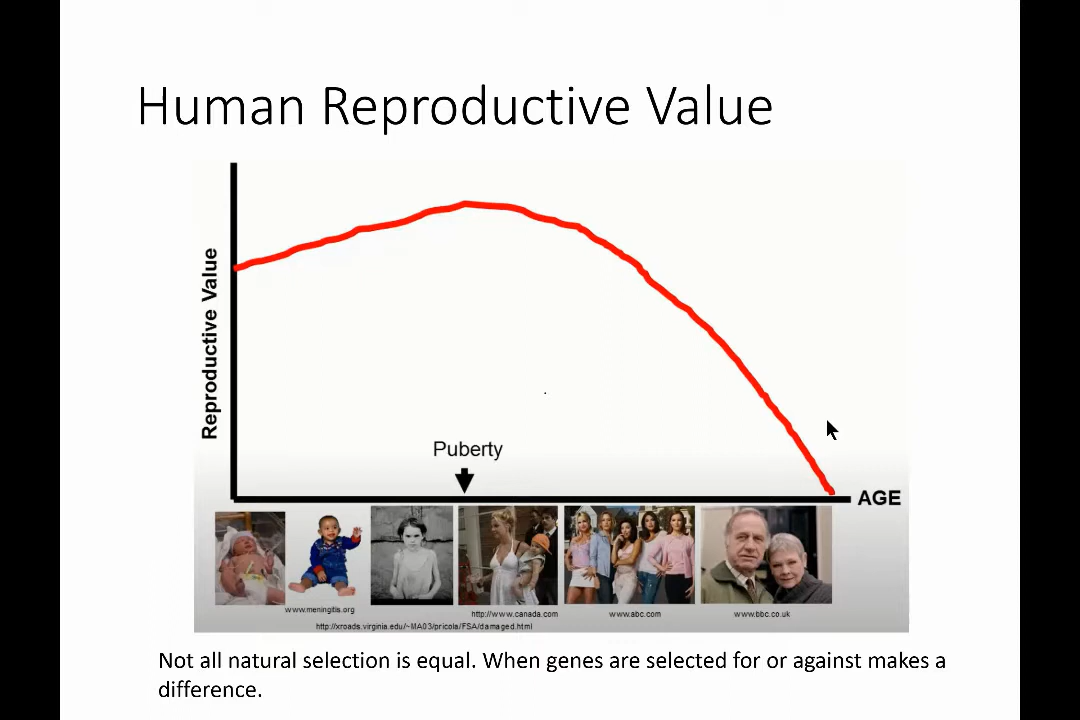 Human Reproductive Value
Reproductive Value
Puberty
AGE
www.meningitis.org
http://www.canada.com
www.abc.com
www.bbc.co.uk
http://xroads.virginia.edu/~MA03/pricola/FSA/damaged.html
Not all natural selection is equal. When genes are selected for or against makes a
difference.